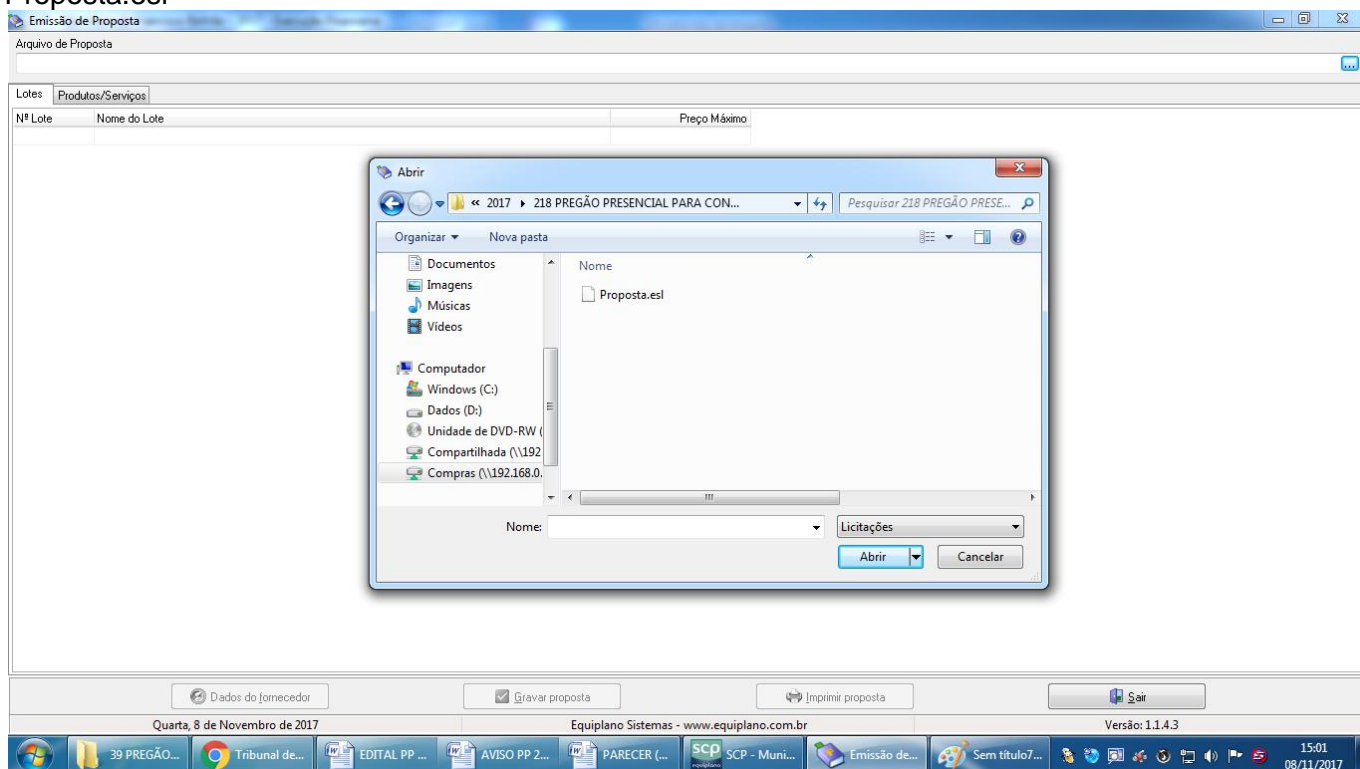 Proposta.esl
Emissão de Proposta
Arquivo de Proposta
Lotes Produtos/Serviços
Nº Lote Nome do Lote Preço Máximo
Abrir
« 2017 ▸ 218 PREGÃO PRESENCIAL PARA CON... Pesquisar 218 PREGÃO PRESE...
Organizar Nova pasta
Documentos
Imagens
Músicas
Vídeos
Computador
Windows (C:)
Dados (D:)
Unidade de DVD-RW (
Compartilhada (\\192
Compras (\\192.168.0.
Nome
Proposta.esl
Nome: Licitações
Abrir Cancelar
Dados do fornecedor Gravar proposta Imprimir proposta Sair
Quarta, 8 de Novembro de 2017 Equiplano Sistemas - www.equiplano.com.br Versão: 1.1.4.3
39 PREGÃO... Tribunal de... EDITAL PP ... AVISO PP 2... PARECER (... scp equiplano SCP - Muni... Emissão de... Sem título7... 15:01
08/11/2017